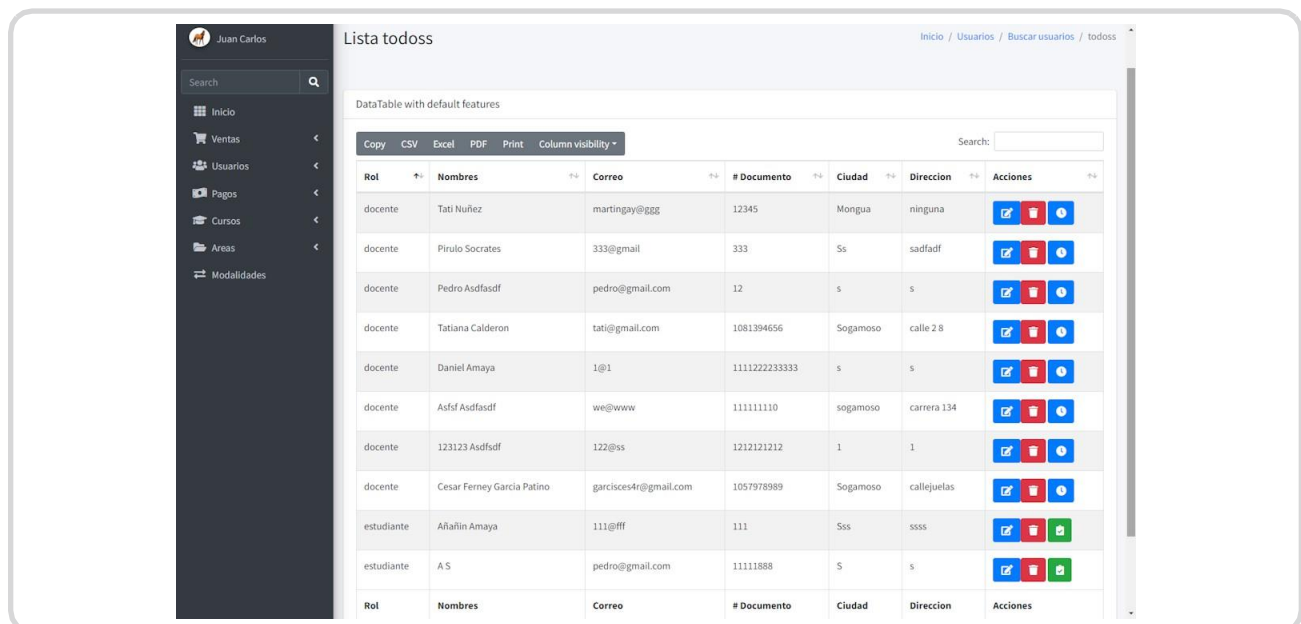 Juan Carlos
Lista todoss
Inicio / Usuarios / Buscar usuarios / todoss
Search
Inicio
Ventas
Usuarios
Pagos
Cursos
Areas
Modalidades
DataTable with default features
Copy CSV Excel PDF Print Column visibility
Search:
Rol Nombres Correo # Documento Ciudad Direccion Acciones
docente Tati Nuñez martingay@ggg 12345 Mongua ninguna
docente Pirulo Socrates 333@gmail 333 Ss sadfadf
docente Pedro Asdfasdf pedro@gmail.com 12 s s
docente Tatiana Calderon tati@gmail.com 1081394656 Sogamoso calle 2 8
docente Daniel Amaya 1@1 1111222233333 s s
docente Asfsf Asdfasdf we@www 111111110 sogamoso carrera 134
docente 123123 Asdfsdf 122@ss 1212121212 1 1
docente Cesar Ferney Garcia Patino garcisces4r@gmail.com 1057978989 Sogamoso callejuelas
estudiante Añañin Amaya 111@fff 111 Sss ssss
estudiante A S pedro@gmail.com 11111888 S s
Rol Nombres Correo # Documento Ciudad Direccion Acciones